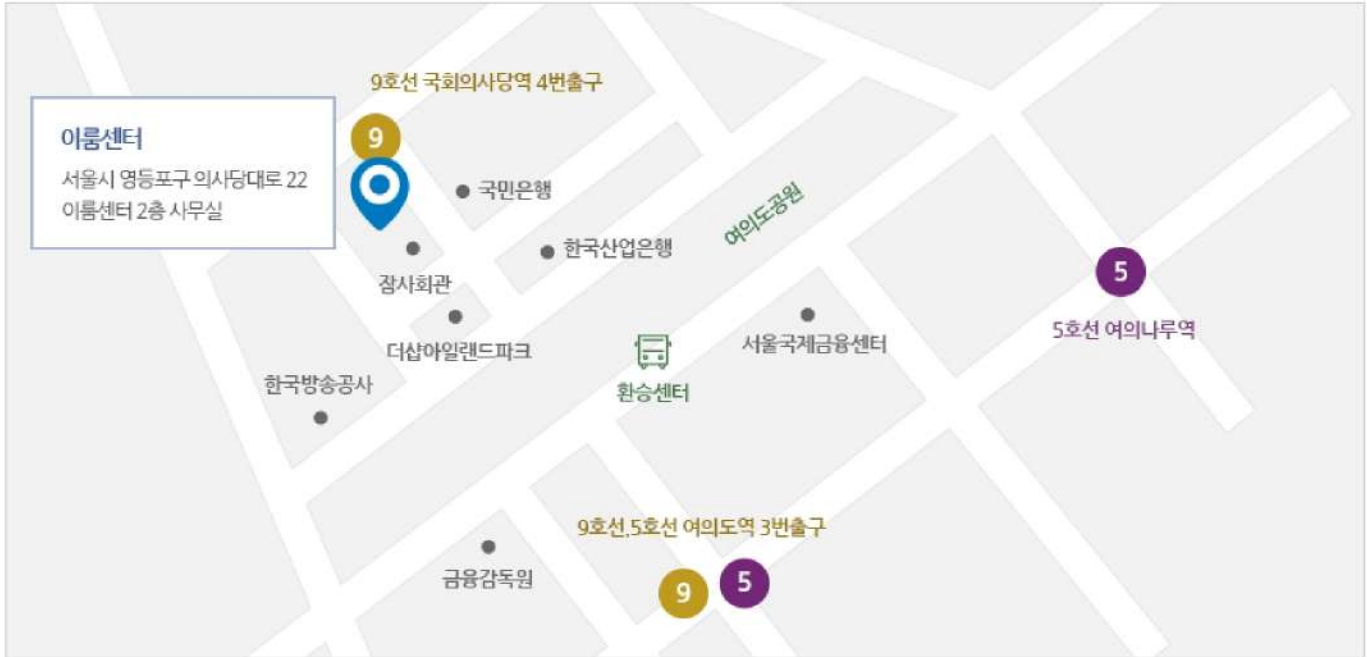 9호선 국회의사당역 4번출구
이룸센터
서울시 영등포구 의사당대로 22
이룸센터 2층 사무실
9
국민은행
한국산업은행
잠사회관
더샵아일랜드파크
한국방송공사
여의도공원
환승센터
서울국제금융센터
5
5호선 여의나루역
9호선,5호선 여의도역 3번출구
금융감독원
9
5